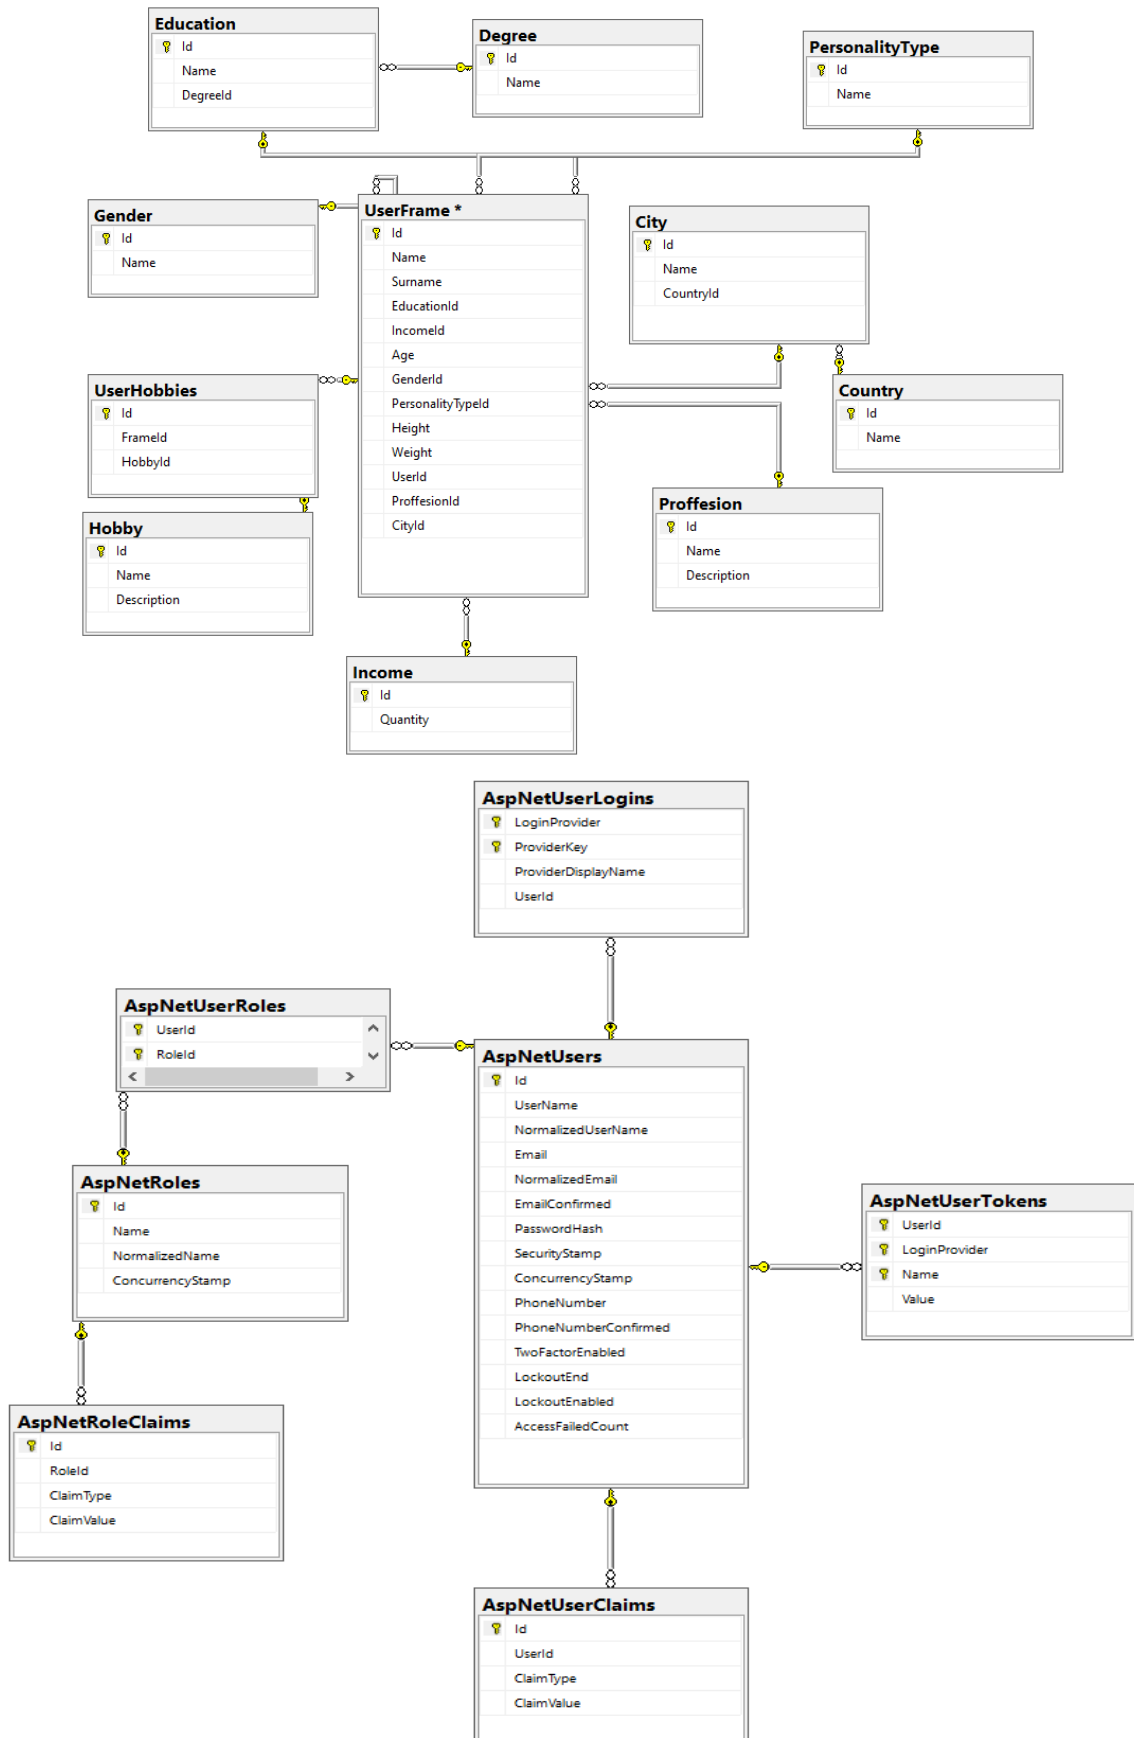 Education
Id
Name
DegreeId
Degree
Id
Name
PersonalityType
Id
Name
Gender
Id
Name
UserFrame *
Id
Name
Surname
EducationId
IncomeId
Age
GenderId
PersonalityTypeId
Height
Weight
UserId
ProffesionId
CityId
City
Id
Name
CountryId
UserHobbies
Id
FrameId
HobbyId
Country
Id
Name
Hobby
Id
Name
Description
Proffesion
Id
Name
Description
Income
Id
Quantity
AspNetUserLogins
LoginProvider
ProviderKey
ProviderDisplayName
UserId
AspNetUserRoles
UserId
RoleId
AspNetUsers
Id
UserName
NormalizedUserName
Email
NormalizedEmail
EmailConfirmed
PasswordHash
SecurityStamp
ConcurrencyStamp
PhoneNumber
PhoneNumberConfirmed
TwoFactorEnabled
LockoutEnd
LockoutEnabled
AccessFailedCount
AspNetRoles
Id
Name
NormalizedName
ConcurrencyStamp
AspNetUserTokens
UserId
LoginProvider
Name
Value
AspNetRoleClaims
Id
RoleId
ClaimType
ClaimValue
AspNetUserClaims
Id
UserId
ClaimType
ClaimValue